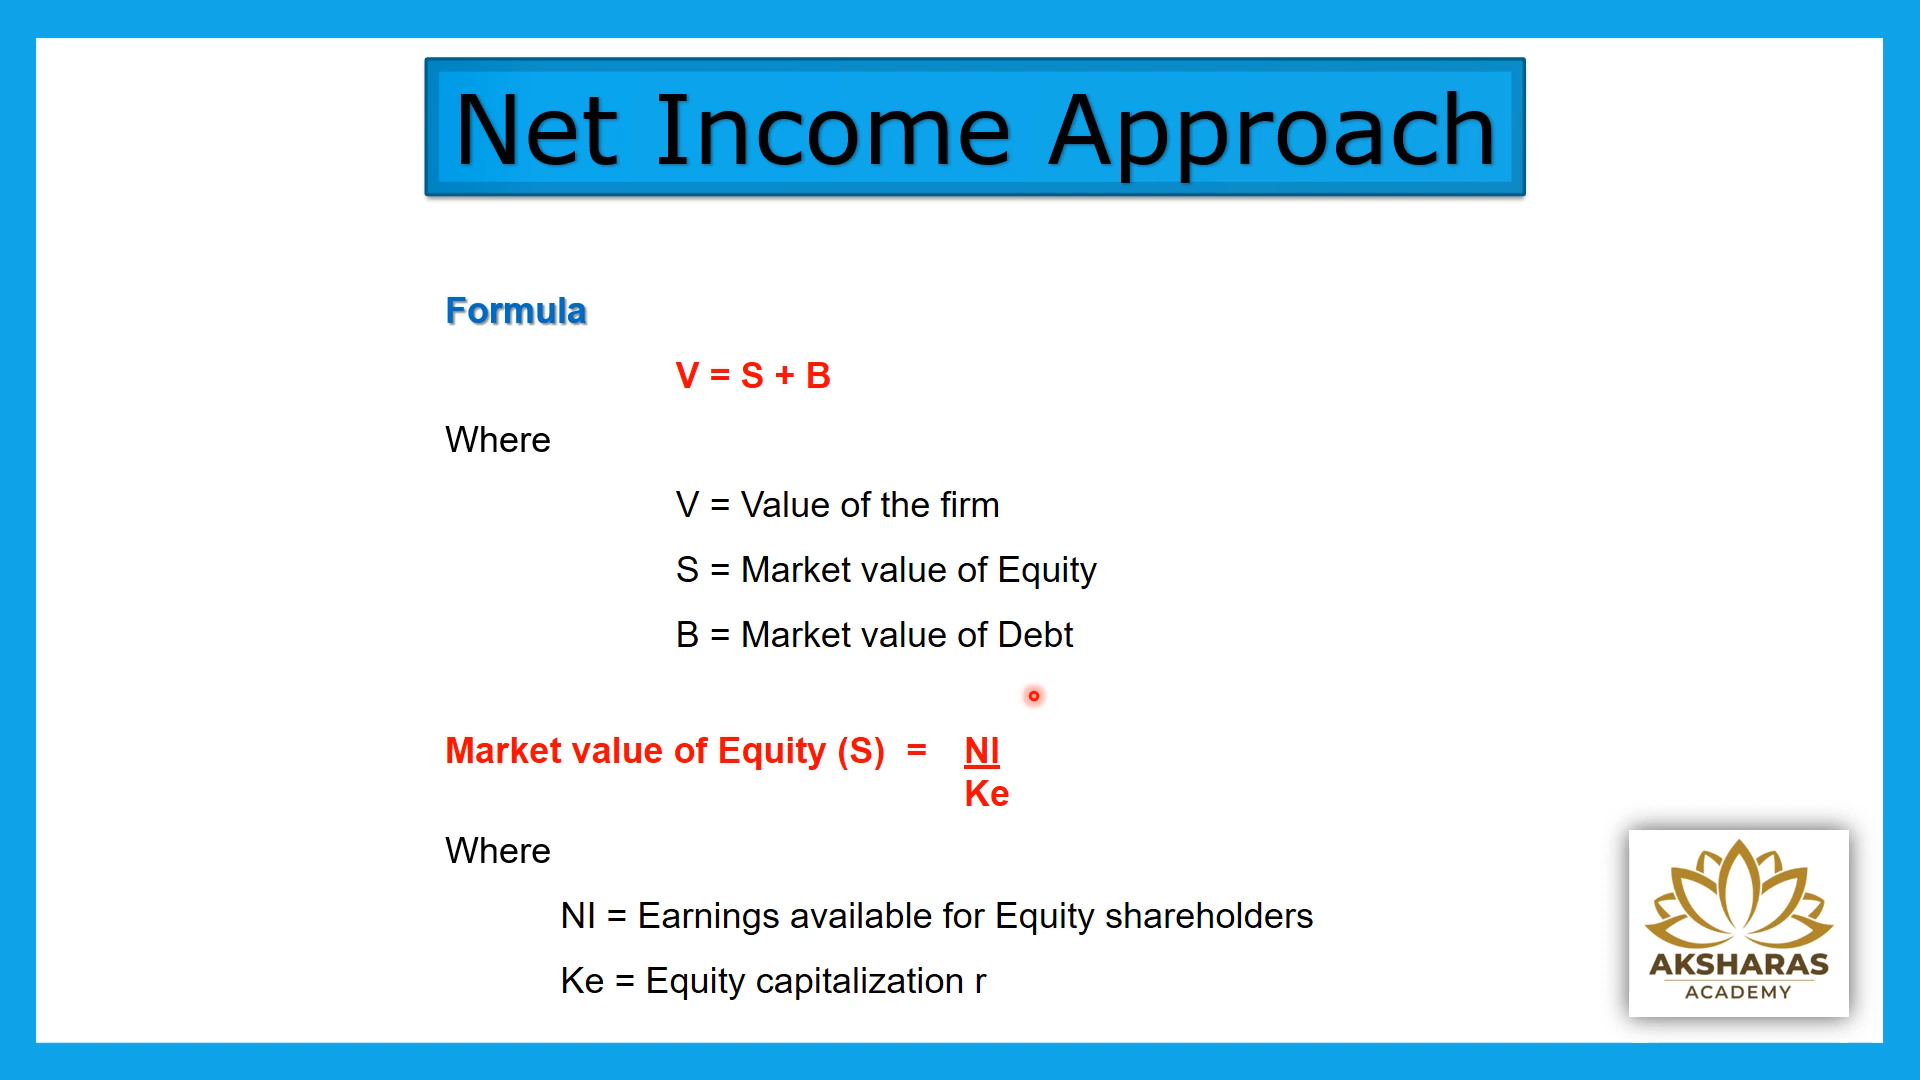 Net Income Approach
Formula
V = S + B
Where
V = Value of the firm
S = Market value of Equity
B = Market value of Debt
Market value of Equity (S) = NI
Ke
Where
NI = Earnings available for Equity shareholders
Ke = Equity capitalization r
AKSHARAS
ACADEMY